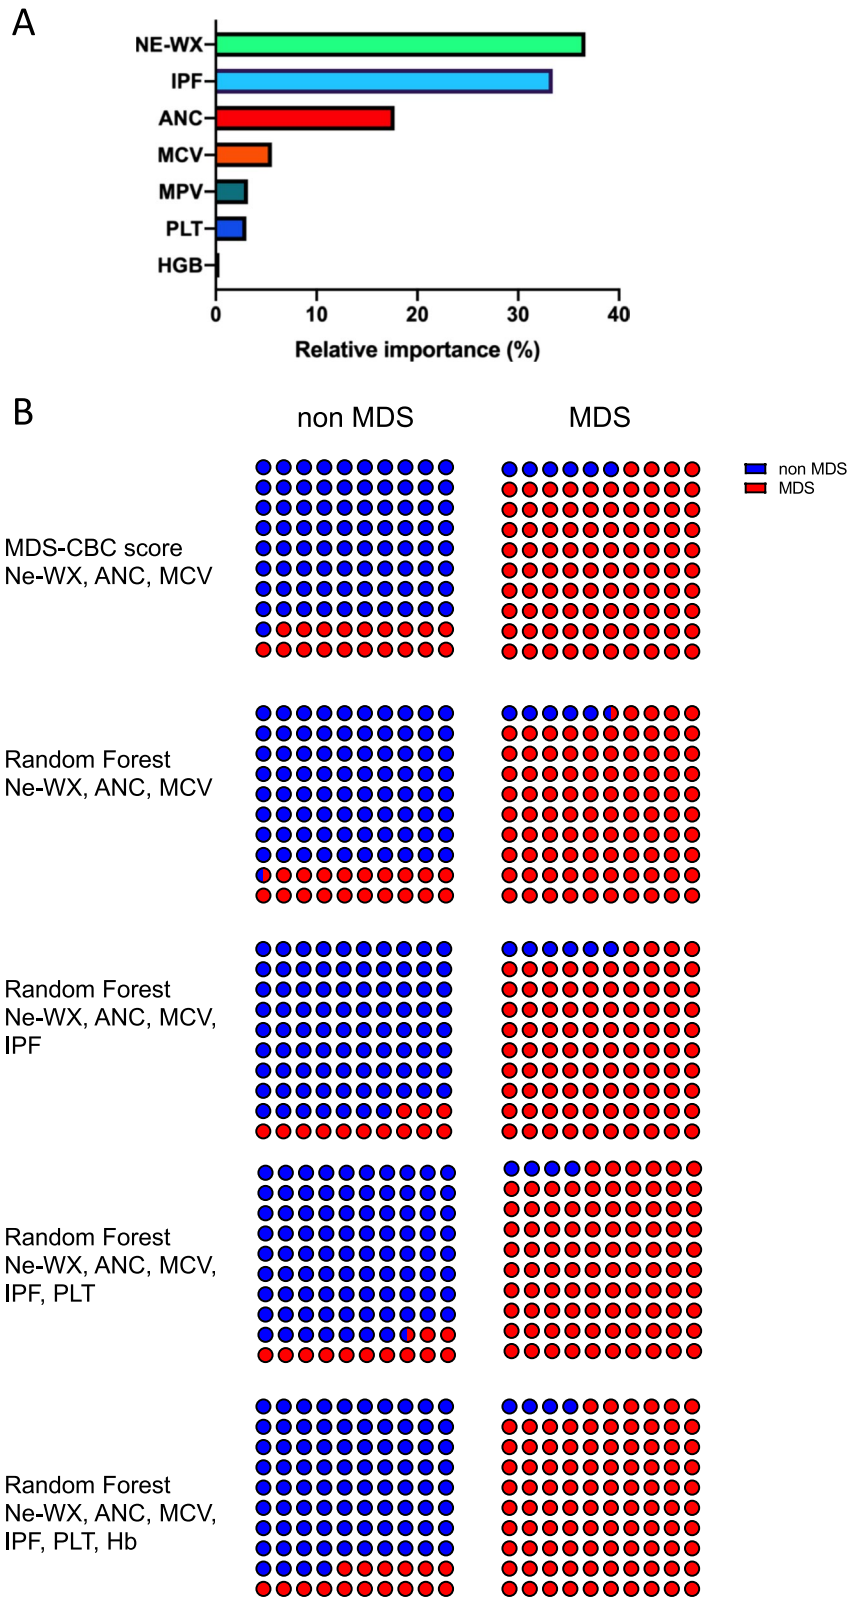 A
NE-WX
IPF
ANC
MCV
MPV
PLT
HGB
0 10 20 30 40
Relative importance (%)
B
non MDS MDS
non MDS
MDS
MDS-CBC score
Ne-WX, ANC, MCV
Random Forest
Ne-WX, ANC, MCV
Random Forest
Ne-WX, ANC, MCV,
IPF
Random Forest
Ne-WX, ANC, MCV,
IPF, PLT
Random Forest
Ne-WX, ANC, MCV,
IPF, PLT, Hb